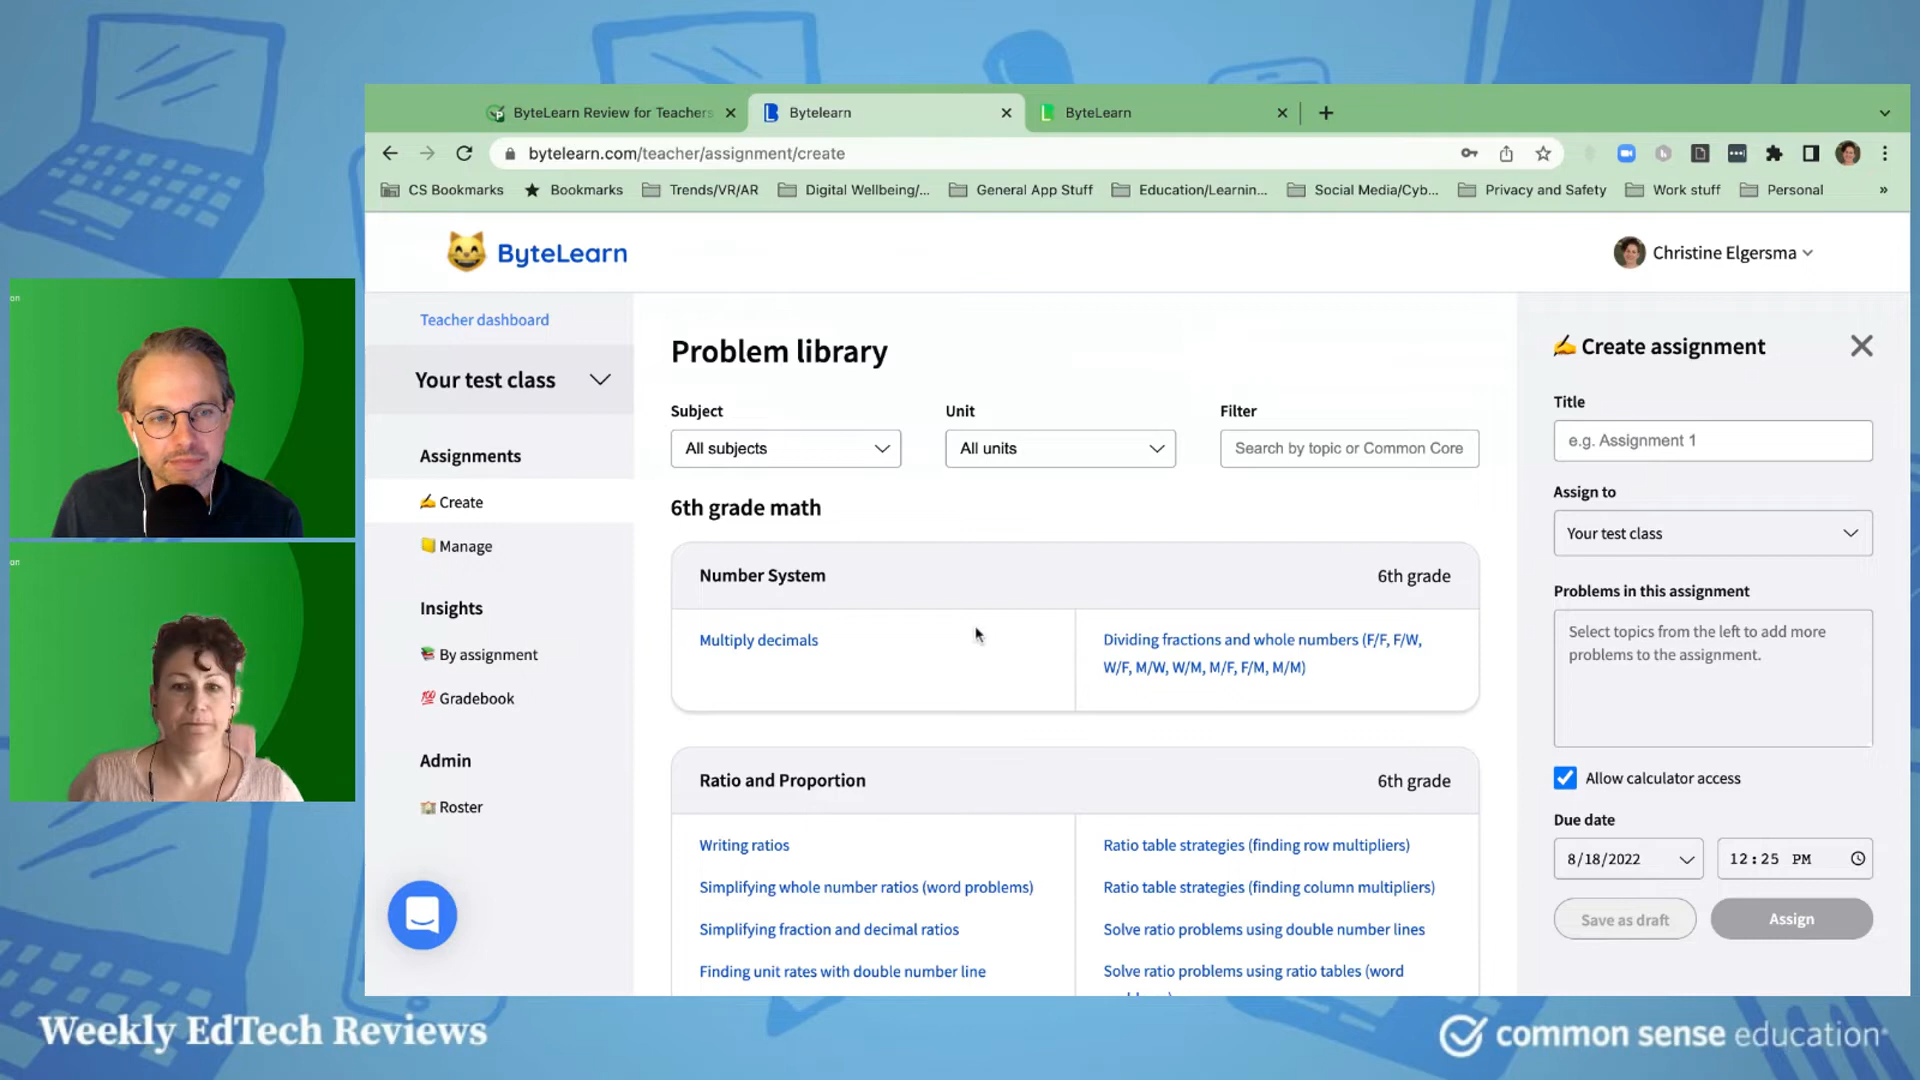 ByteLearn Review for Teachers
Bytelearn
ByteLearn
bytelearn.com/teacher/assignment/create
CS Bookmarks
Bookmarks
Trends/VR/AR
Digital Wellbeing/...
General App Stuff
Education/Learnin...
Social Media/Cyb...
Privacy and Safety
Work stuff
Personal
»
ByteLearn
Christine Elgersma
Teacher dashboard
Your test class
Assignments
Create
Manage
Insights
By assignment
Gradebook
Admin
Roster
Problem library
Subject
Unit
Filter
All subjects
All units
Search by topic or Common Core
6th grade math
Number System
6th grade
Multiply decimals
Dividing fractions and whole numbers (F/F, F/W,
W/F, M/W, W/M, M/F, F/M, M/M)
Ratio and Proportion
6th grade
Writing ratios
Simplifying whole number ratios (word problems)
Simplifying fraction and decimal ratios
Finding unit rates with double number line
Ratio table strategies (finding row multipliers)
Ratio table strategies (finding column multipliers)
Solve ratio problems using double number lines
Solve ratio problems using ratio tables (word
Create assignment
Title
e.g. Assignment 1
Assign to
Your test class
Problems in this assignment
Select topics from the left to add more
problems to the assignment.
Allow calculator access
Due date
8/18/2022
12:25 PM
Save as draft
Assign
on
on
Weekly EdTech Reviews
common sense education